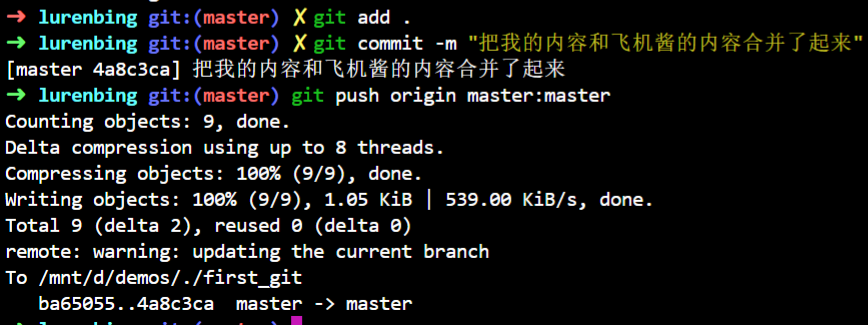 ➜ lurenbing git:(master) ✗ git add .
➜ lurenbing git:(master) ✗ git commit -m "把我的内容和飞机酱的内容合并了起来"
[master 4a8c3ca] 把我的内容和飞机酱的内容合并了起来
➜ lurenbing git:(master) git push origin master:master
Counting objects: 9, done.
Delta compression using up to 8 threads.
Compressing objects: 100% (9/9), done.
Writing objects: 100% (9/9), 1.05 KiB | 539.00 KiB/s, done.
Total 9 (delta 2), reused 0 (delta 0)
remote: warning: updating the current branch
To /mnt/d/demos/./first_git
   ba65055..4a8c3ca  master -> master
➜ lurenbing git:(master)